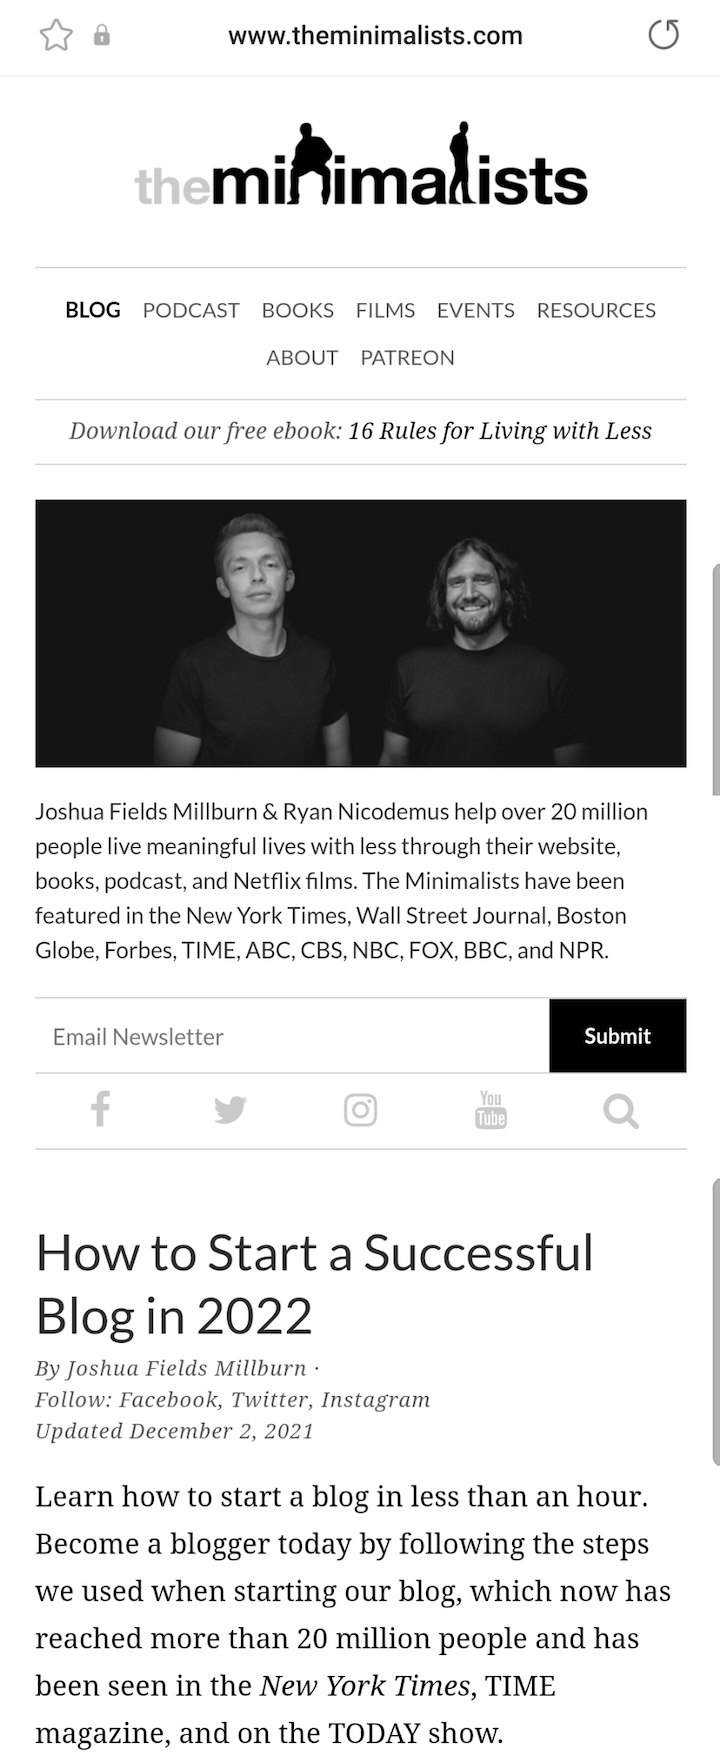 www.theminimalists.com
theminimalists
BLOG PODCAST BOOKS FILMS EVENTS RESOURCES
ABOUT PATREON
Download our free ebook: 16 Rules for Living with Less
Joshua Fields Millburn & Ryan Nicodemus help over 20 million
people live meaningful lives with less through their website,
books, podcast, and Netflix films. The Minimalists have been
featured in the New York Times, Wall Street Journal, Boston
Globe, Forbes, TIME, ABC, CBS, NBC, FOX, BBC, and NPR.
Email Newsletter Submit
You
Tube
How to Start a Successful
Blog in 2022
By Joshua Fields Millburn ·
Follow: Facebook, Twitter, Instagram
Updated December 2, 2021
Learn how to start a blog in less than an hour.
Become a blogger today by following the steps
we used when starting our blog, which now has
reached more than 20 million people and has
been seen in the New York Times, TIME
magazine, and on the TODAY show.